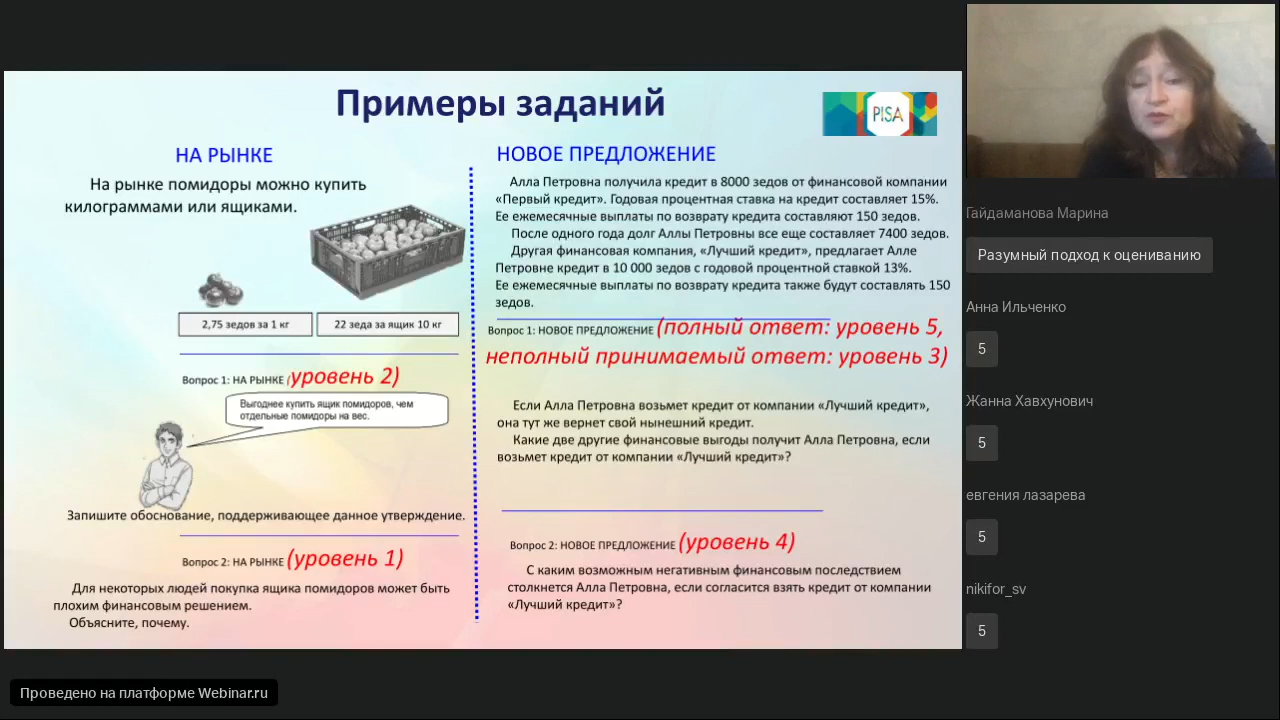 Примеры заданий
PISA
НА РЫНКЕ
На рынке помидоры можно купить
килограммами или ящиками.
2,75 зедов за 1 кг
22 зеда за ящик 10 кг
Вопрос 1: НА РЫНКЕ (уровень 2)
Выгоднее купить ящик помидоров, чем
отдельные помидоры на вес.
Запишите обоснование, поддерживающее данное утверждение.
Вопрос 2: НА РЫНКЕ (уровень 1)
Для некоторых людей покупка ящика помидоров может быть
плохим финансовым решением.
Объясните, почему.
НОВОЕ ПРЕДЛОЖЕНИЕ
Алла Петровна получила кредит в 8000 зедов от финансовой компании
«Первый кредит». Годовая процентная ставка на кредит составляет 15%.
Ее ежемесячные выплаты по возврату кредита составляют 150 зедов.
После одного года долг Аллы Петровны все еще составляет 7400 зедов.
Другая финансовая компания, «Лучший кредит», предлагает Алле
Петровне кредит в 10 000 зедов с годовой процентной ставкой 13%.
Ее ежемесячные выплаты по возврату кредита также будут составлять 150
зедов.
Вопрос 1: НОВОЕ ПРЕДЛОЖЕНИЕ (полный ответ: уровень 5,
неполный принимаемый ответ: уровень 3)
Если Алла Петровна возьмет кредит от компании «Лучший кредит»,
она тут же вернет свой нынешний кредит.
Какие две другие финансовые выгоды получит Алла Петровна, если
возьмет кредит от компании «Лучший кредит»?
Вопрос 2: НОВОЕ ПРЕДЛОЖЕНИЕ (уровень 4)
С каким возможным негативным финансовым последствием
столкнется Алла Петровна, если согласится взять кредит от компании
«Лучший кредит»?
Гайдаманова Марина
Разумный подход к оцениванию
Анна Ильченко
5
Жанна Хавхунович
5
евгения лазарева
5
nikifor_sv
5
Проведено на платформе Webinar.ru